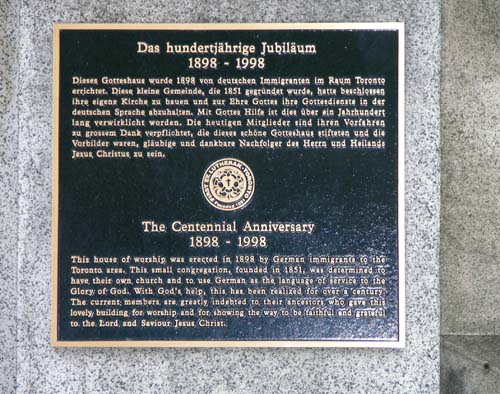 Das hundertjährige Jubiläum
1898 - 1998
Dieses Gotteshaus wurde 1898 von deutschen Immigranten im Raum Toronto
errichtet. Diese kleine Gemeinde, die 1851 gegründet wurde, hatte beschlossen
ihre eigene Kirche zu bauen und zur Ehre Gottes ihre Gottesdienste in der
deutschen Sprache abzuhalten. Mit Gottes Hilfe ist dies über ein Jahrhundert
lang verwirklicht worden. Die heutigen Mitglieder sind ihren Vorfahren
zu grossem Dank verpflichtet, die dieses schöne Gotteshaus stifteten und die
Vorbilder waren, gläubige und dankbare Nachfolger des Herrn und Heilands
Jesus Christus zu sein.
FIRST EV. LUTHERAN TORONTO
Founded 1851
The Centennial Anniversary
1898 - 1998
This house of worship was erected in 1898 by German immigrants to the
Toronto area. This small congregation, founded in 1851, was determined to
have their own church and to use German as the language of service to the
Glory of God. With God's help, this has been realized for over a century.
The current members are greatly indebted to their ancestors who gave this
lovely building for worship and for showing the way to be faithful and grateful
to the Lord and Saviour Jesus Christ.